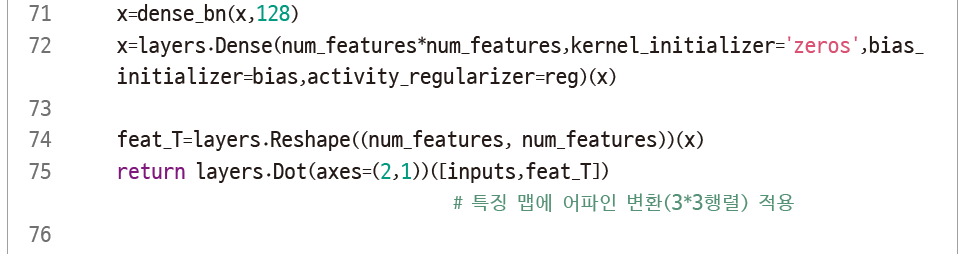 71 x=dense_bn(x,128)
72 x=layers.Dense(num_features*num_features,kernel_initializer='zeros',bias_
initializer=bias,activity_regularizer=reg)(x)
73
74 feat_T=layers.Reshape((num_features, num_features))(x)
75 return layers.Dot(axes=(2,1))([inputs,feat_T])
# 특징 맵에 어파인 변환(3*3행렬) 적용
76